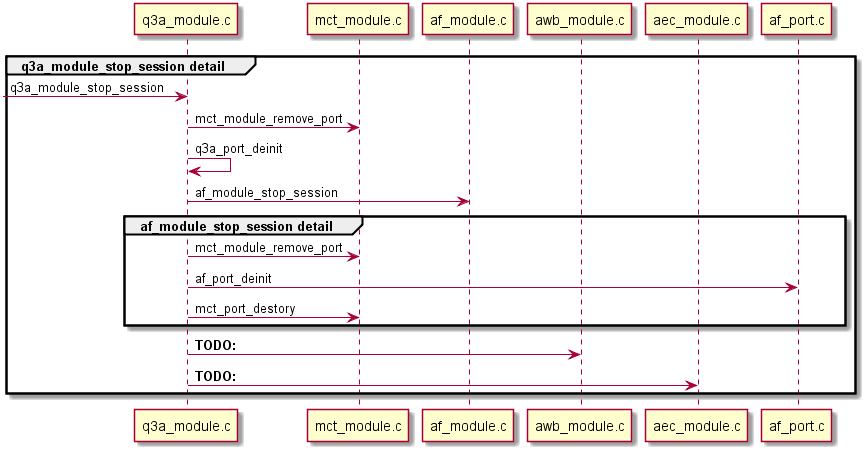 q3a_module.c mct_module.c af_module.c awb_module.c aec_module.c af_port.c
q3a_module_stop_session detail
q3a_module_stop_session
mct_module_remove_port
q3a_port_deinit
af_module_stop_session
af_module_stop_session detail
mct_module_remove_port
af_port_deinit
mct_port_destory
TODO:
TODO:
q3a_module.c mct_module.c af_module.c awb_module.c aec_module.c af_port.c